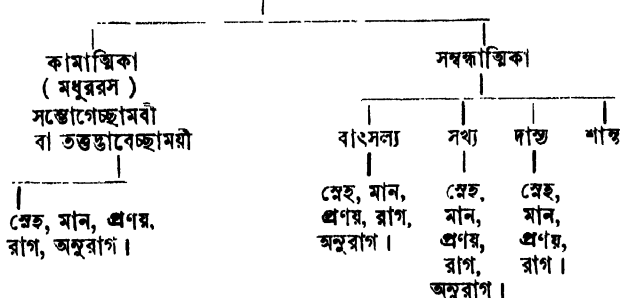 কামাত্মিকা
( মধুররস )
সম্ভোগেচ্ছাময়ী
বা তত্তদ্ভাবেচ্ছাময়ী
স্নেহ, মান, প্রণয়,
রাগ, অনুরাগ ।
সম্বন্ধাত্মিকা
বাৎসল্য সখ্য দাস্য শান্ত
স্নেহ, মান,
প্রণয়, রাগ,
অনুরাগ ।
স্নেহ,
মান,
প্রণয়,
রাগ,
অনুরাগ ।
স্নেহ,
মান,
প্রণয়,
রাগ ।